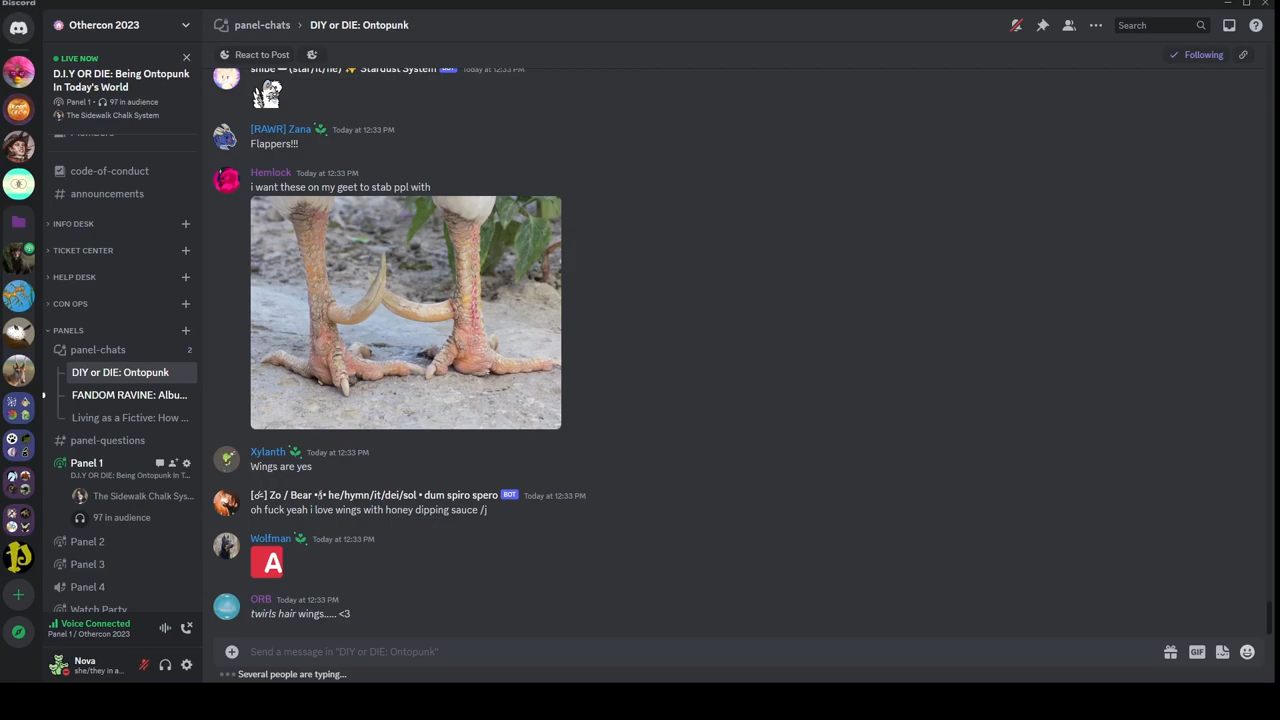 Discord
Othercon 2023
LIVE NOW
D.I.Y OR DIE: Being Ontopunk
In Today's World
Panel 1 • 97 in audience
The Sidewalk Chalk System
Members
code-of-conduct
announcements
INFO DESK
TICKET CENTER
HELP DESK
CON OPS
PANELS
panel-chats 2
DIY or DIE: Ontopunk
FANDOM RAVINE: Albu...
Living as a Fictive: How ...
panel-questions
Panel 1
D.I.Y OR DIE: Being Ontopunk In T...
The Sidewalk Chalk Sys...
97 in audience
Panel 2
Panel 3
Panel 4
Watch Party
Voice Connected
Panel 1 / Othercon 2023
Nova
she/they in a...
panel-chats › DIY or DIE: Ontopunk
Search
React to Post
Following
(star/it/he) ✨ Stardust System BOT Today at 12:33 PM
[RAWR] Zana Today at 12:33 PM
Flappers!!!
Hemlock Today at 12:33 PM
i want these on my geet to stab ppl with
Xylanth Today at 12:33 PM
Wings are yes
Zo / Bear • he/hymn/it/dei/sol • dum spiro spero BOT Today at 12:33 PM
oh fuck yeah i love wings with honey dipping sauce /j
Wolfman Today at 12:33 PM
A
ORB Today at 12:33 PM
twirls hair wings..... <3
Send a message in "DIY or DIE: Ontopunk"
GIF
Several people are typing...